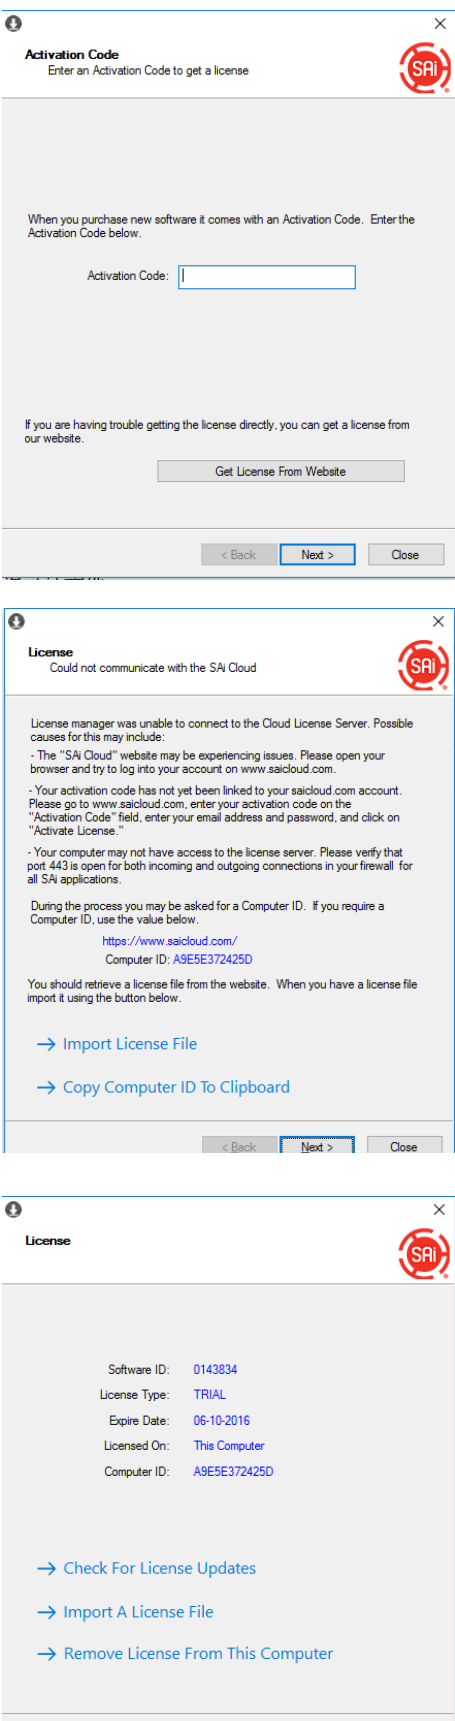 Activation Code
Enter an Activation Code to get a license
SAi
When you purchase new software it comes with an Activation Code. Enter the
Activation Code below.
Activation Code:
If you are having trouble getting the license directly, you can get a license from
our website.
Get License From Website
< Back Next > Close
License
Could not communicate with the SAi Cloud
SAi
License manager was unable to connect to the Cloud License Server. Possible
causes for this may include:
- The "SAi Cloud" website may be experiencing issues. Please open your
browser and try to log into your account on www.saicloud.com.
- Your activation code has not yet been linked to your saicloud.com account.
Please go to www.saicloud.com, enter your activation code on the
"Activation Code" field, enter your email address and password, and click on
"Activate License."
- Your computer may not have access to the license server. Please verify that
port 443 is open for both incoming and outgoing connections in your firewall for
all SAi applications.
During the process you may be asked for a Computer ID. If you require a
Computer ID, use the value below.
https://www.saicloud.com/
Computer ID: A9E5E372425D
You should retrieve a license file from the website. When you have a license file
import it using the button below.
→ Import License File
→ Copy Computer ID To Clipboard
< Back Next > Close
License
SAi
Software ID: 0143834
License Type: TRIAL
Expire Date: 06-10-2016
Licensed On: This Computer
Computer ID: A9E5E372425D
→ Check For License Updates
→ Import A License File
→ Remove License From This Computer